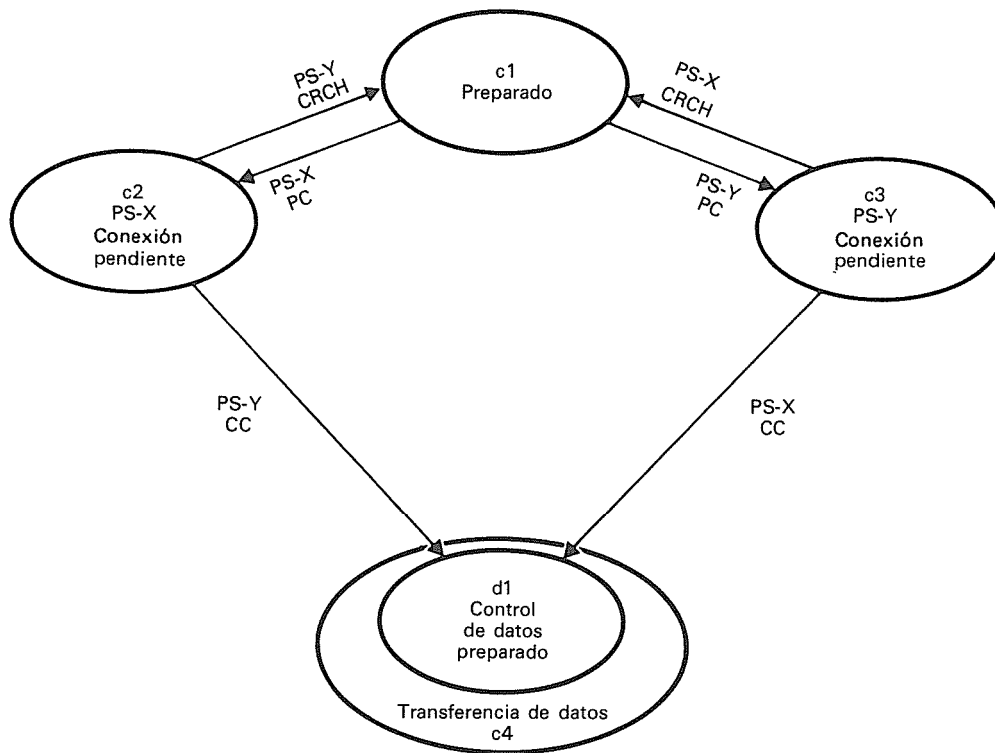 c1
Preparado
PS-Y
CRCH
PS-X
CRCH
PS-X
PC
PS-Y
PC
c2
PS-X
Conexión
pendiente
c3
PS-Y
Conexión
pendiente
PS-Y
CC
PS-X
CC
d1
Control
de datos
preparado
Transferencia de datos
c4